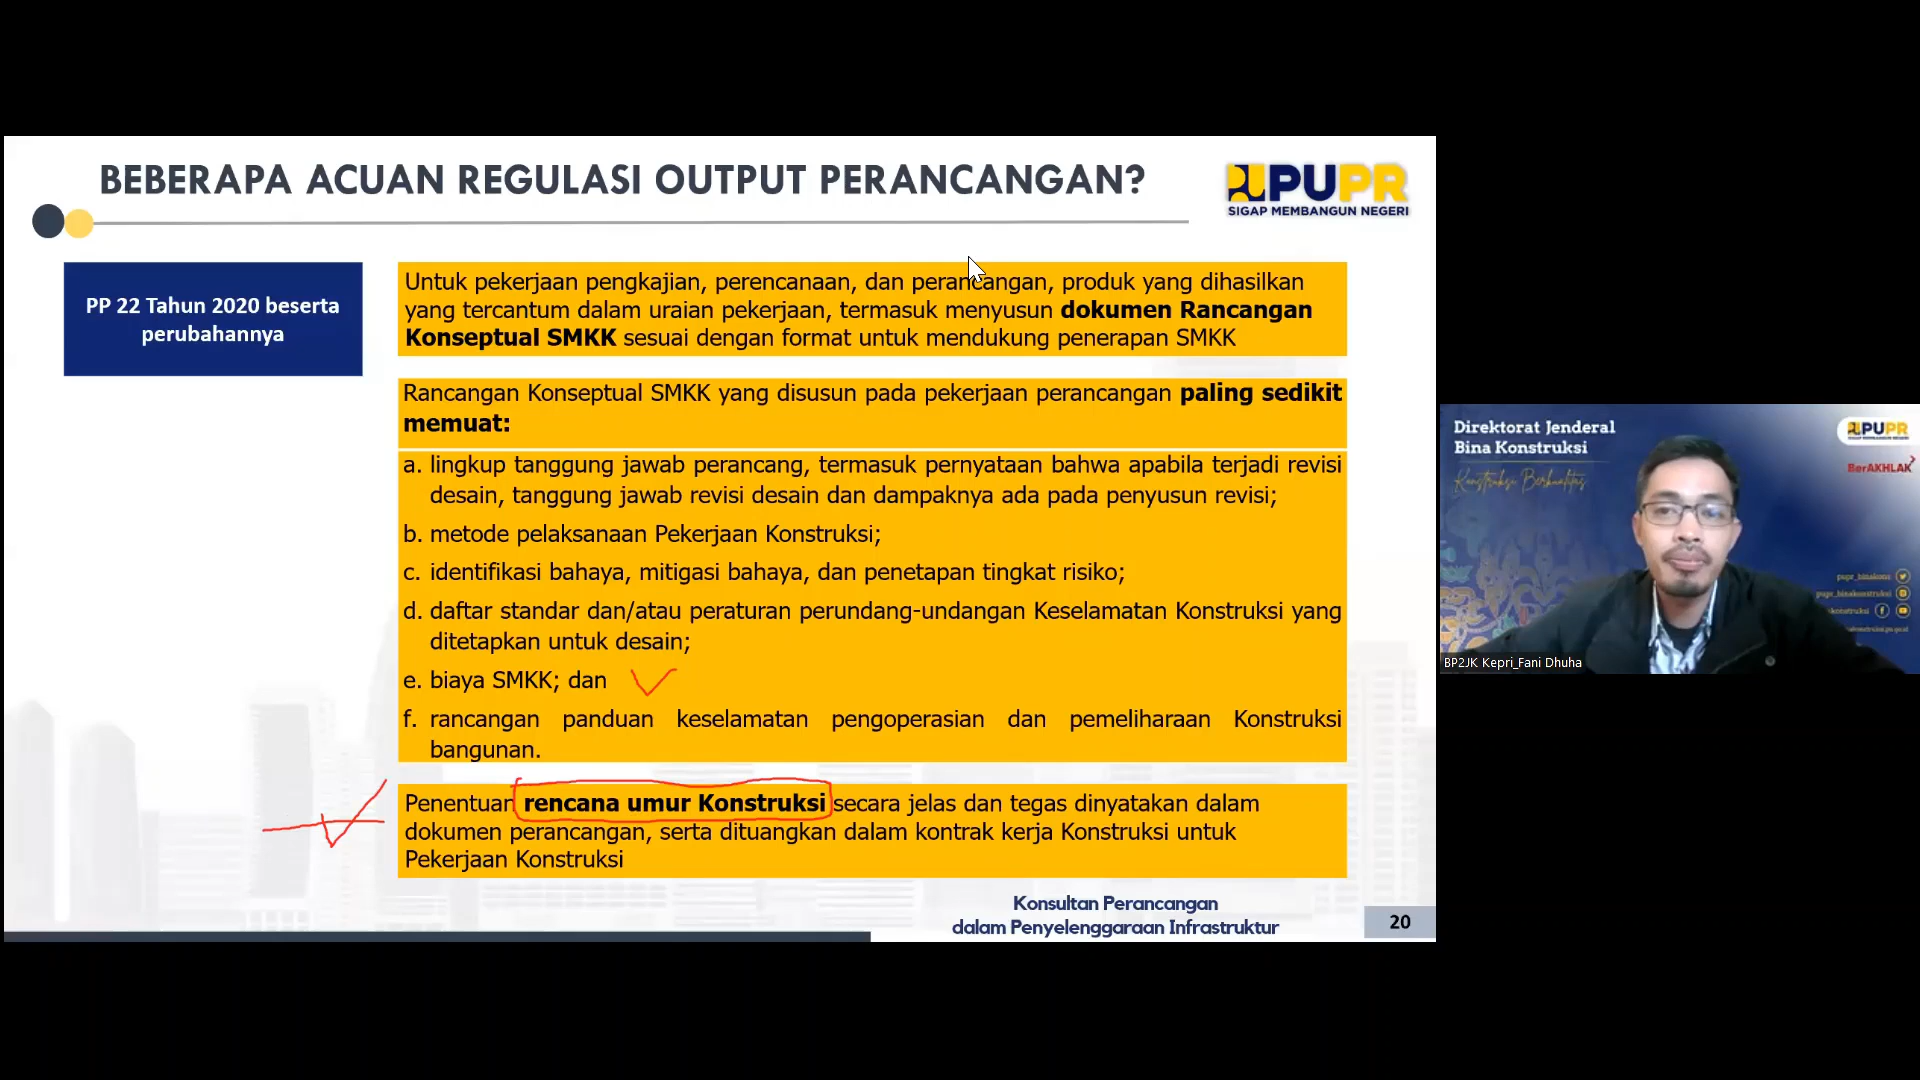 BEBERAPA ACUAN REGULASI OUTPUT PERANCANGAN?
PUPR
SIGAP MEMBANGUN NEGERI
PP 22 Tahun 2020 beserta
perubahannya
Untuk pekerjaan pengkajian, perencanaan, dan perancangan, produk yang dihasilkan
yang tercantum dalam uraian pekerjaan, termasuk menyusun dokumen Rancangan
Konseptual SMKK sesuai dengan format untuk mendukung penerapan SMKK
Rancangan Konseptual SMKK yang disusun pada pekerjaan perancangan paling sedikit
memuat:
a. lingkup tanggung jawab perancang, termasuk pernyataan bahwa apabila terjadi revisi
desain, tanggung jawab revisi desain dan dampaknya ada pada penyusun revisi;
b. metode pelaksanaan Pekerjaan Konstruksi;
c. identifikasi bahaya, mitigasi bahaya, dan penetapan tingkat risiko;
d. daftar standar dan/atau peraturan perundang-undangan Keselamatan Konstruksi yang
ditetapkan untuk desain;
e. biaya SMKK; dan
f. rancangan panduan keselamatan pengoperasian dan pemeliharaan Konstruksi
bangunan.
Penentuan rencana umur Konstruksi secara jelas dan tegas dinyatakan dalam
dokumen perancangan, serta dituangkan dalam kontrak kerja Konstruksi untuk
Pekerjaan Konstruksi
Konsultan Perancangan
dalam Penyelenggaraan Infrastruktur
20
Direktorat Jenderal
Bina Konstruksi
Konstruksi Berkualitas
PUPR
BerAKHLAK
pupr_binakon
pupr_binakonstruksi
BP2JK Kepri_Fani Dhuha